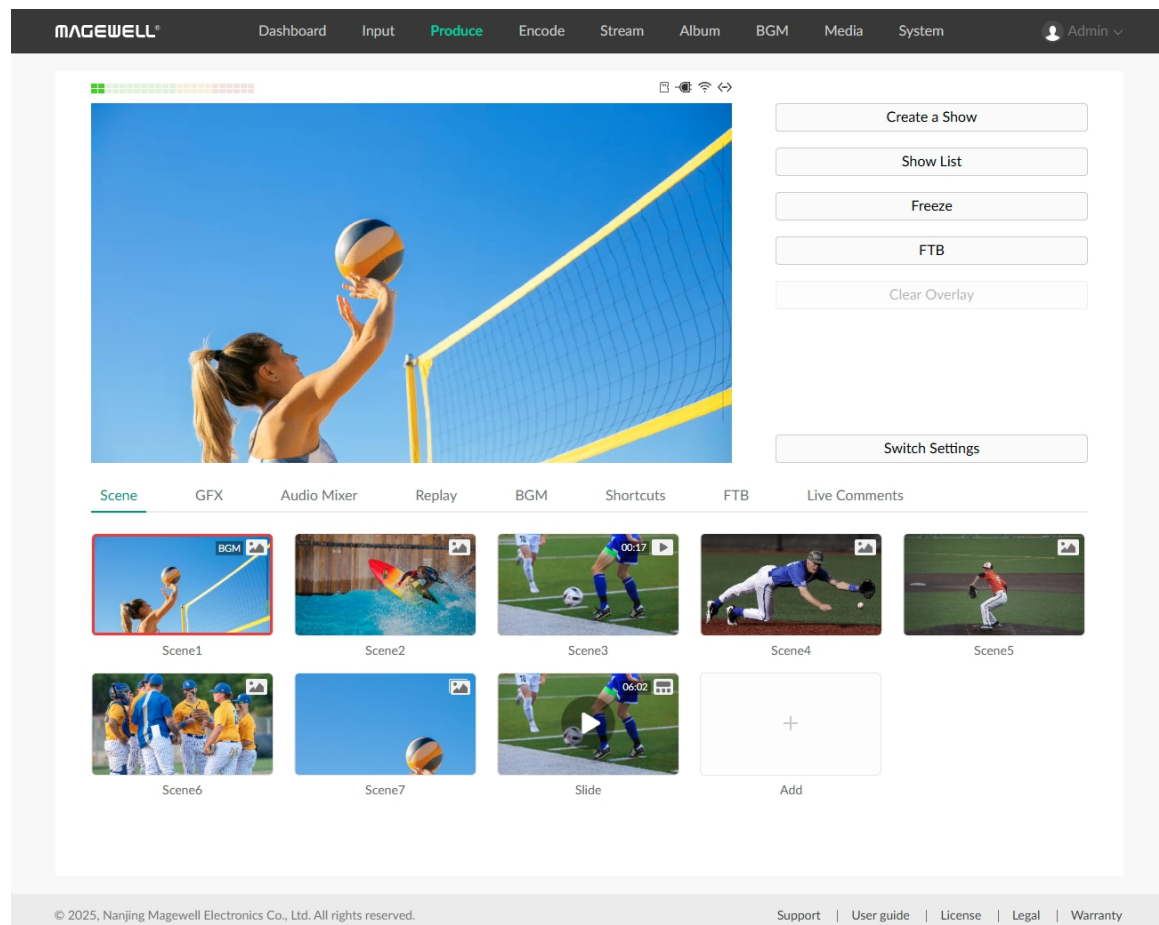 MAGEWELL®
Dashboard Input Produce Encode Stream Album BGM Media System Admin
Create a Show
Show List
Freeze
FTB
Clear Overlay
Switch Settings
Scene GFX Audio Mixer Replay BGM Shortcuts FTB Live Comments
BGM 00:17
Scene1 Scene2 Scene3 Scene4 Scene5
06:02
Scene6 Scene7 Slide Add
© 2025, Nanjing Magewell Electronics Co., Ltd. All rights reserved. Support | User guide | License | Legal | Warranty